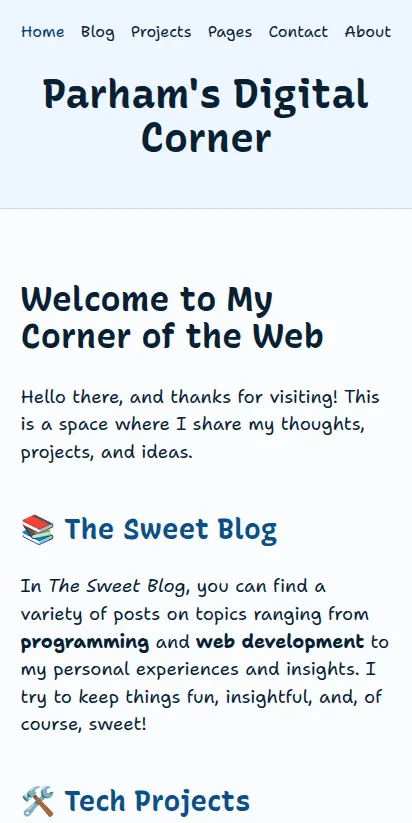 Home Blog Projects Pages Contact About
Parham's Digital
Corner
Welcome to My
Corner of the Web
Hello there, and thanks for visiting! This
is a space where I share my thoughts,
projects, and ideas.
📚 The Sweet Blog
In The Sweet Blog, you can find a
variety of posts on topics ranging from
programming and web development to
my personal experiences and insights. I
try to keep things fun, insightful, and, of
course, sweet!
🛠️ Tech Projects